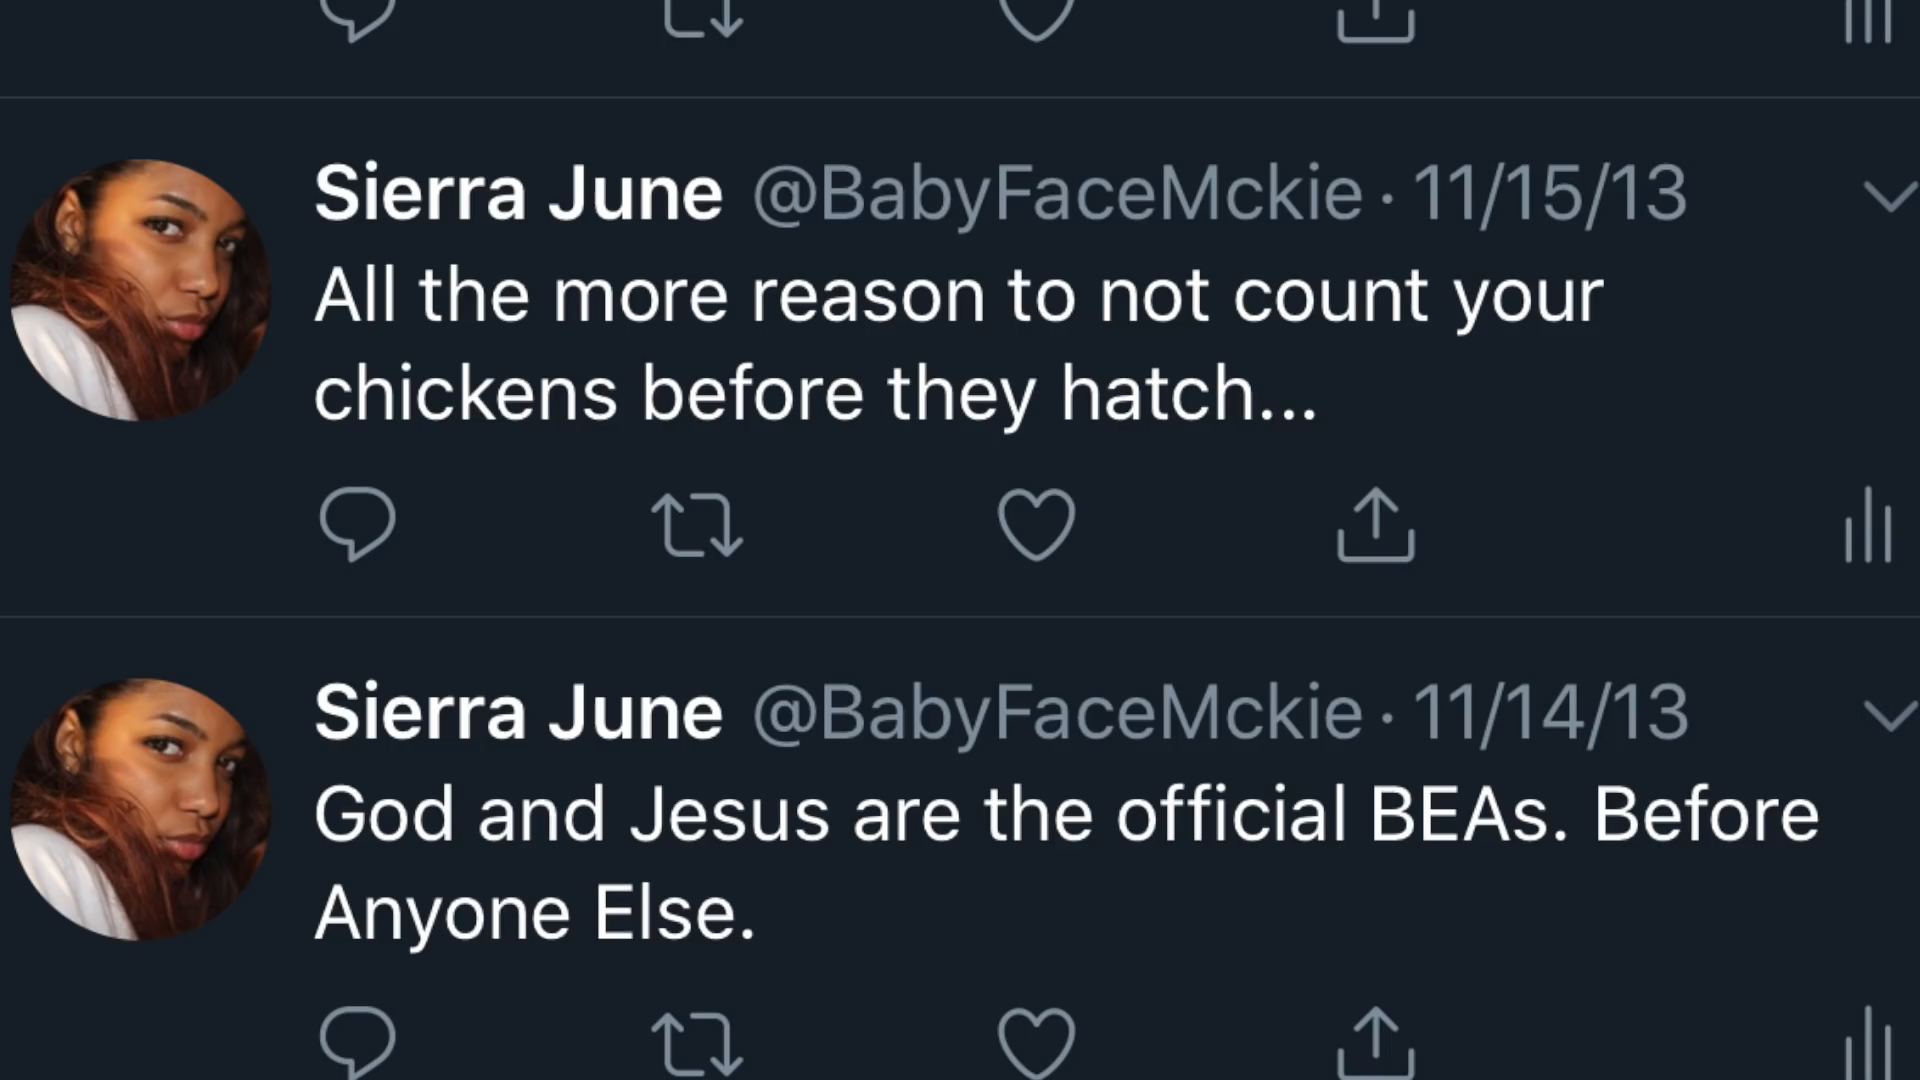 Sierra June @BabyFaceMckie · 11/15/13
All the more reason to not count your
chickens before they hatch...
Sierra June @BabyFaceMckie · 11/14/13
God and Jesus are the official BEAs. Before
Anyone Else.